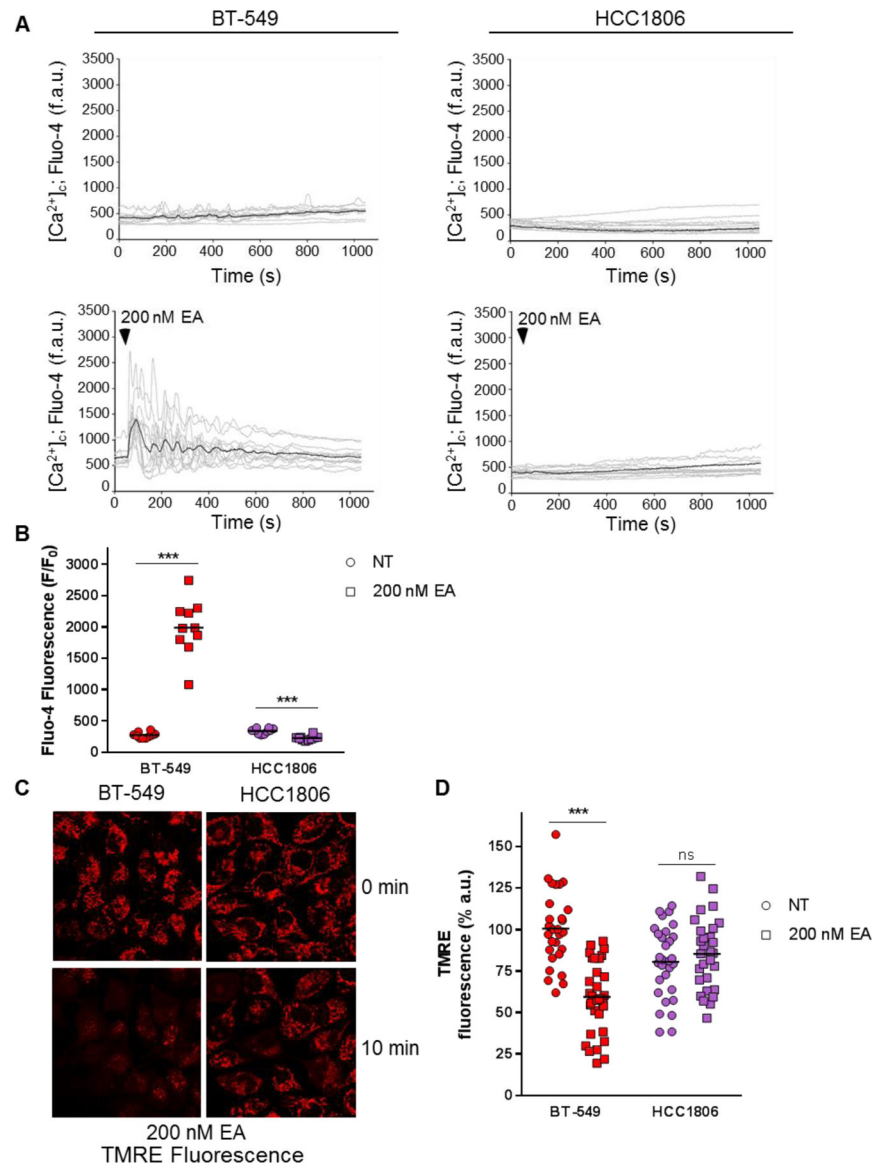 A
BT-549
HCC1806
[Ca²⁺]c; Fluo-4 (f.a.u.)
3500
3000
2500
2000
1500
1000
500
0
0 200 400 600 800 1000
Time (s)
[Ca²⁺]c; Fluo-4 (f.a.u.)
3500
3000
2500
2000
1500
1000
500
0
0 200 400 600 800 1000
Time (s)
[Ca²⁺]c; Fluo-4 (f.a.u.)
3500
3000
2500
2000
1500
1000
500
0
200 nM EA
0 200 400 600 800 1000
Time (s)
[Ca²⁺]c; Fluo-4 (f.a.u.)
3500
3000
2500
2000
1500
1000
500
0
200 nM EA
0 200 400 600 800 1000
Time (s)
B
Fluo-4 Fluorescence (F/F₀)
3000
2500
2000
1500
1000
500
0
***
***
BT-549 HCC1806
NT
200 nM EA
C
BT-549 HCC1806
0 min
10 min
200 nM EA
TMRE Fluorescence
D
TMRE
fluorescence (% a.u.)
150
125
100
75
50
25
0
***
ns
BT-549 HCC1806
NT
200 nM EA